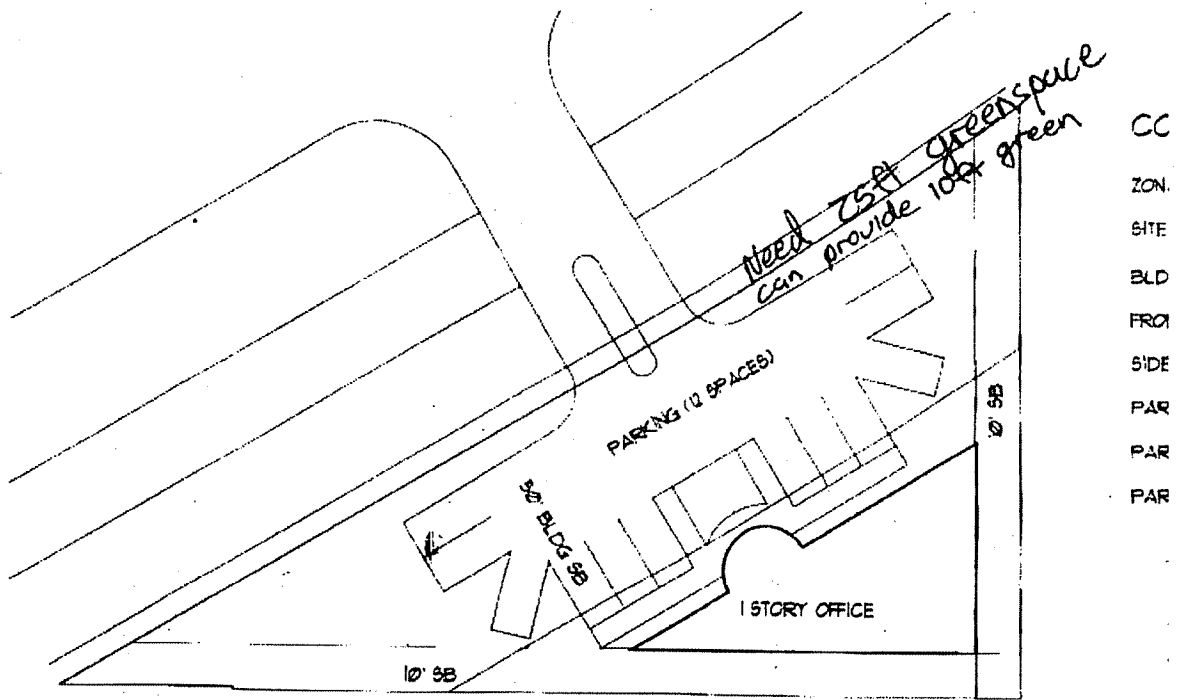 Need 25ft greenspace
can provide 10ft green
CC
ZON.
SITE
BLD
FRO
SIDE
PAR
PAR
PAR
PARKING (12 SPACES)
10' SB
50' BLDG SB
1 STORY OFFICE
10' SB